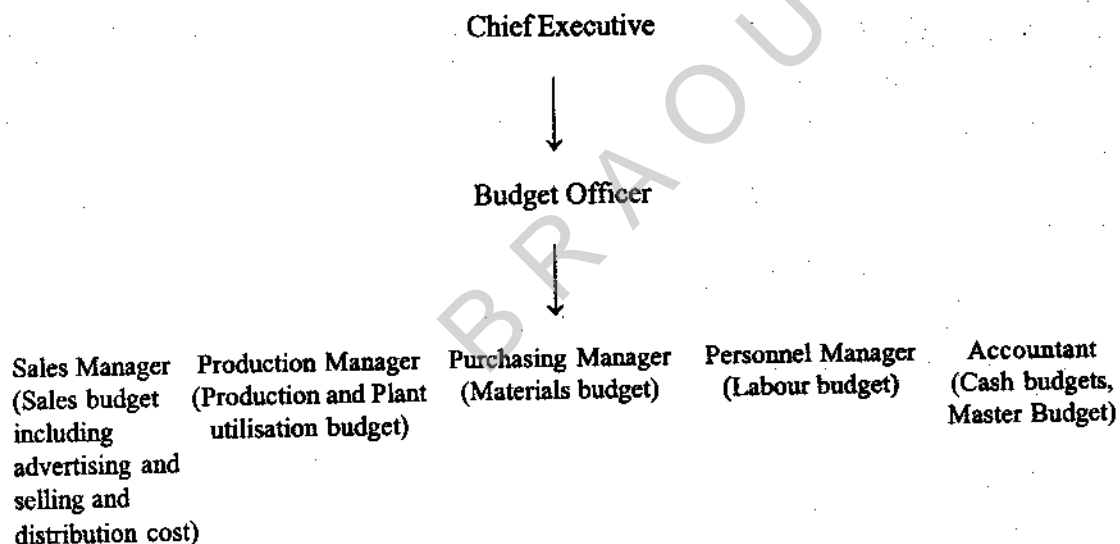 Chief Executive
Budget Officer
Sales Manager
(Sales budget
including
advertising and
selling and
distribution cost)
Production Manager
(Production and Plant
utilisation budget)
Purchasing Manager
(Materials budget)
Personnel Manager
(Labour budget)
Accountant
(Cash budgets,
Master Budget)
BRAOU